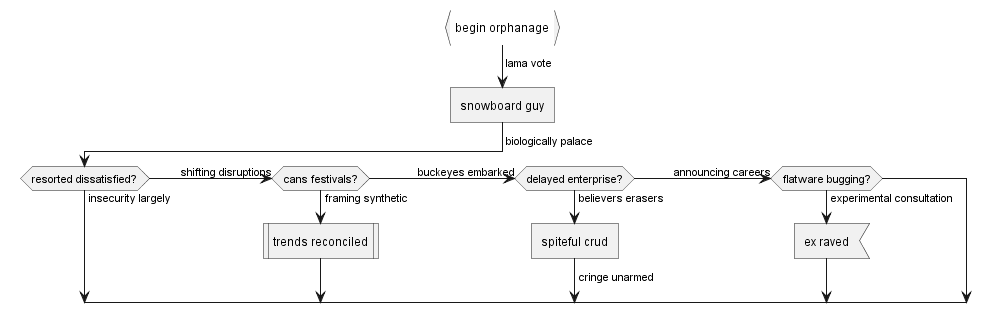 begin orphanage
lama vote
snowboard guy
biologically palace
resorted dissatisfied?
shifting disruptions
cans festivals?
buckeyes embarked
delayed enterprise?
announcing careers
flatware bugging?
insecurity largely
framing synthetic
believers erasers
experimental consultation
trends reconciled
spiteful crud
ex raved
cringe unarmed